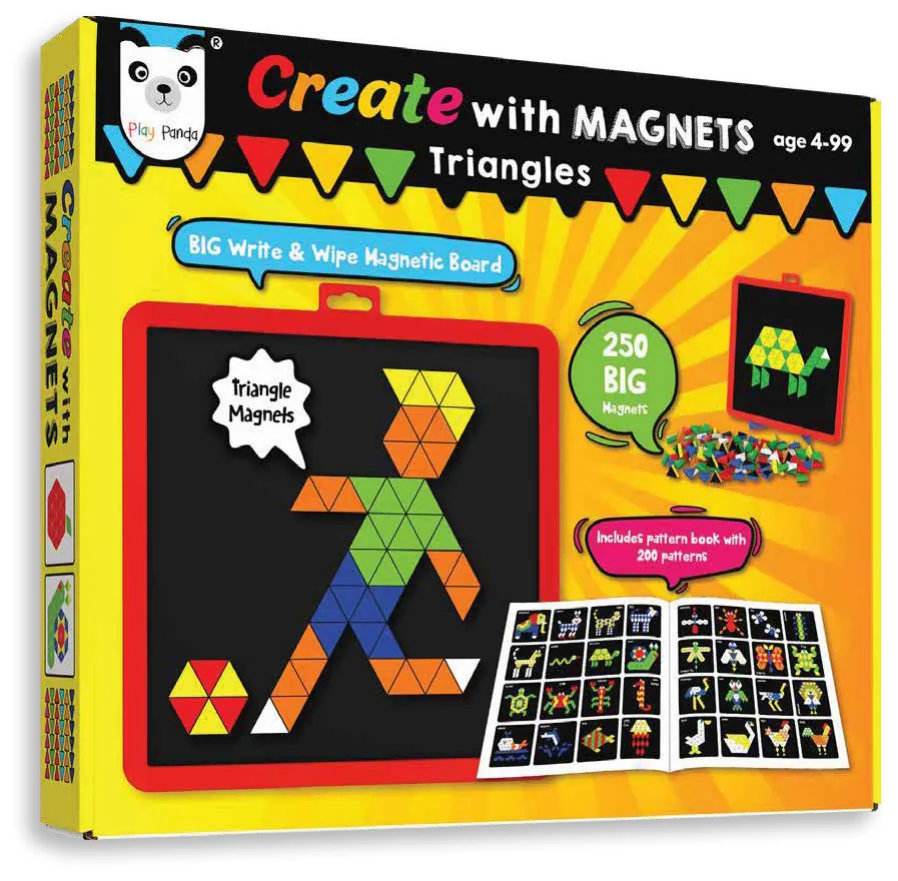 Play Panda
®
Create with MAGNETS
age 4-99
Triangles
BIG Write & Wipe Magnetic Board
Triangle
Magnets
250
BIG
Magnets
Includes pattern book with
200 patterns
Create with
MAGNETS